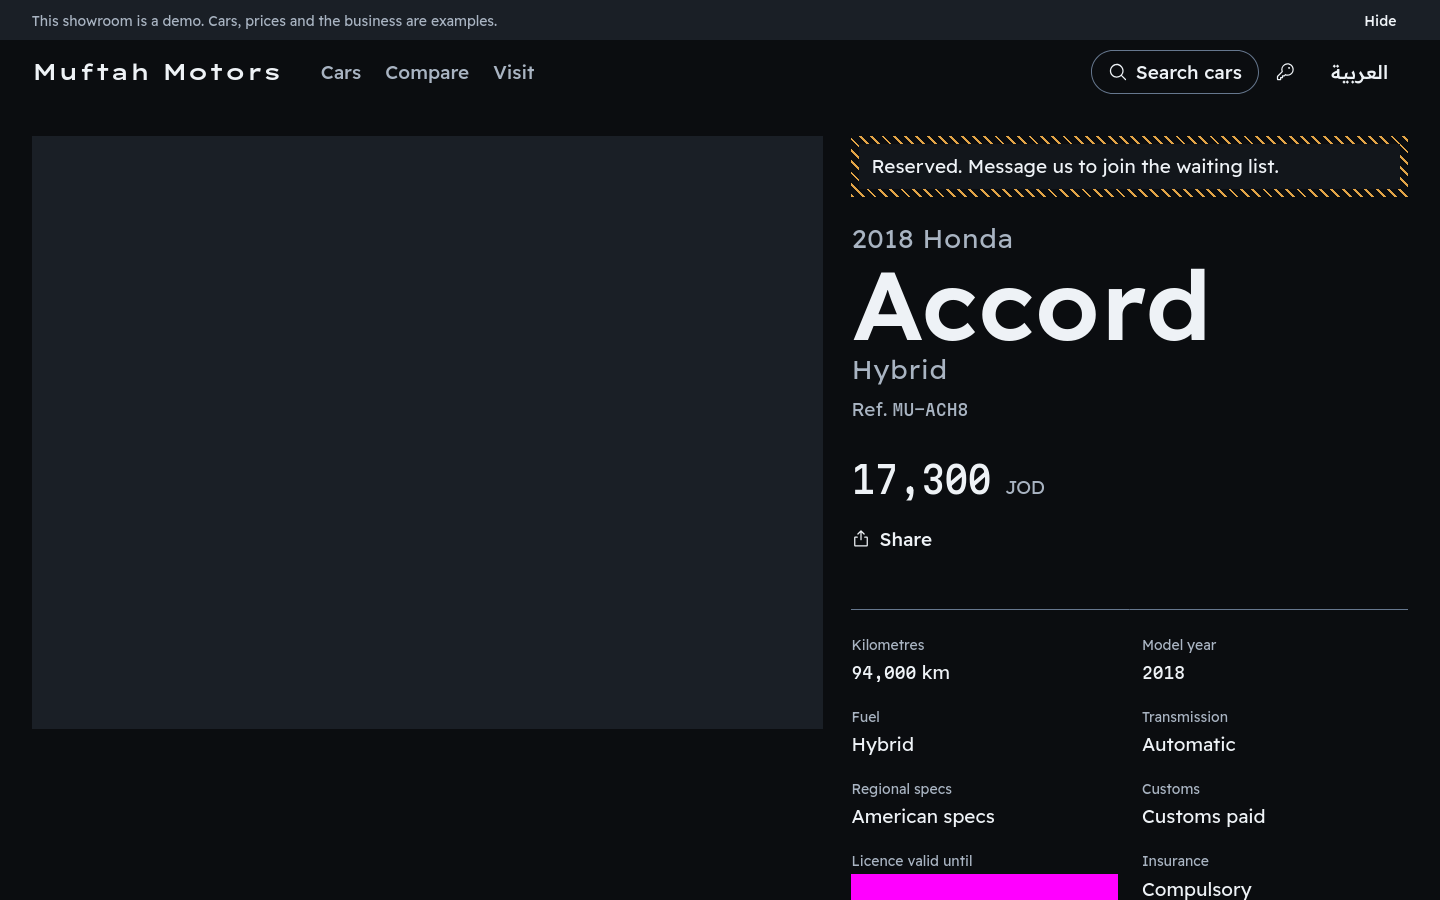 This showroom is a demo. Cars, prices and the business are examples.
Hide
Muftah Motors
Cars
Compare
Visit
Search cars
العربية
Reserved. Message us to join the waiting list.
2018 Honda
Accord
Hybrid
Ref. MU-ACH8
17,300 JOD
Share
Kilometres
94,000 km
Model year
2018
Fuel
Hybrid
Transmission
Automatic
Regional specs
American specs
Customs
Customs paid
Licence valid until
Insurance
Compulsory